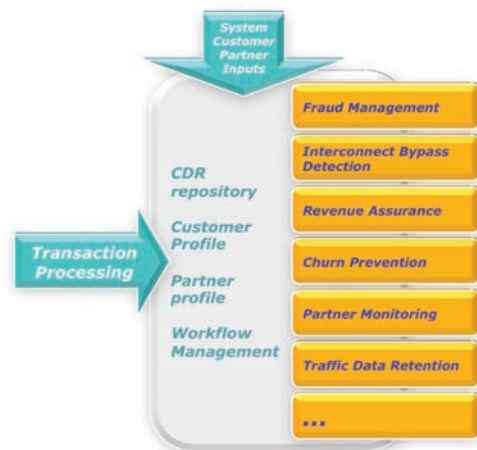 System
Customer
Partner
Inputs
Transaction
Processing
CDR
repository
Customer
Profile
Partner
profile
Workflow
Management
Fraud Management
Interconnect Bypass
Detection
Revenue Assurance
Churn Prevention
Partner Monitoring
Traffic Data Retention
...